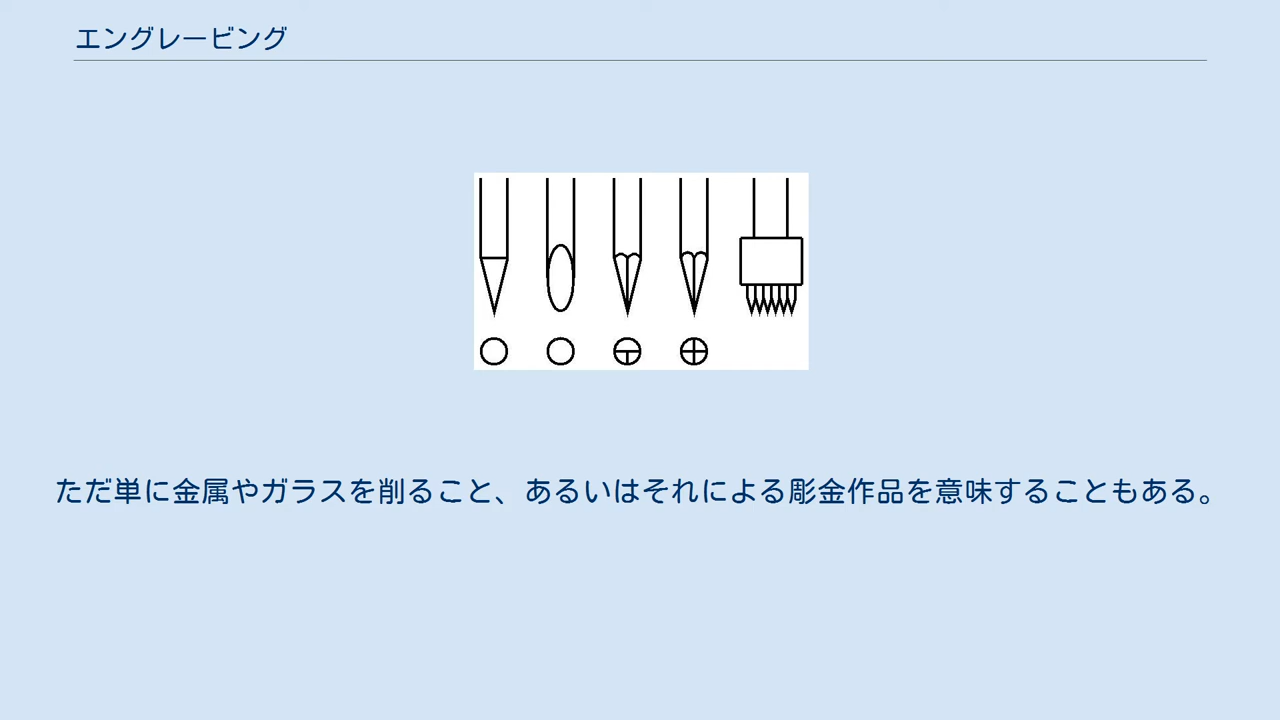 エングレービング
ただ単に金属やガラスを削ること、あるいはそれによる彫金作品を意味することもある。